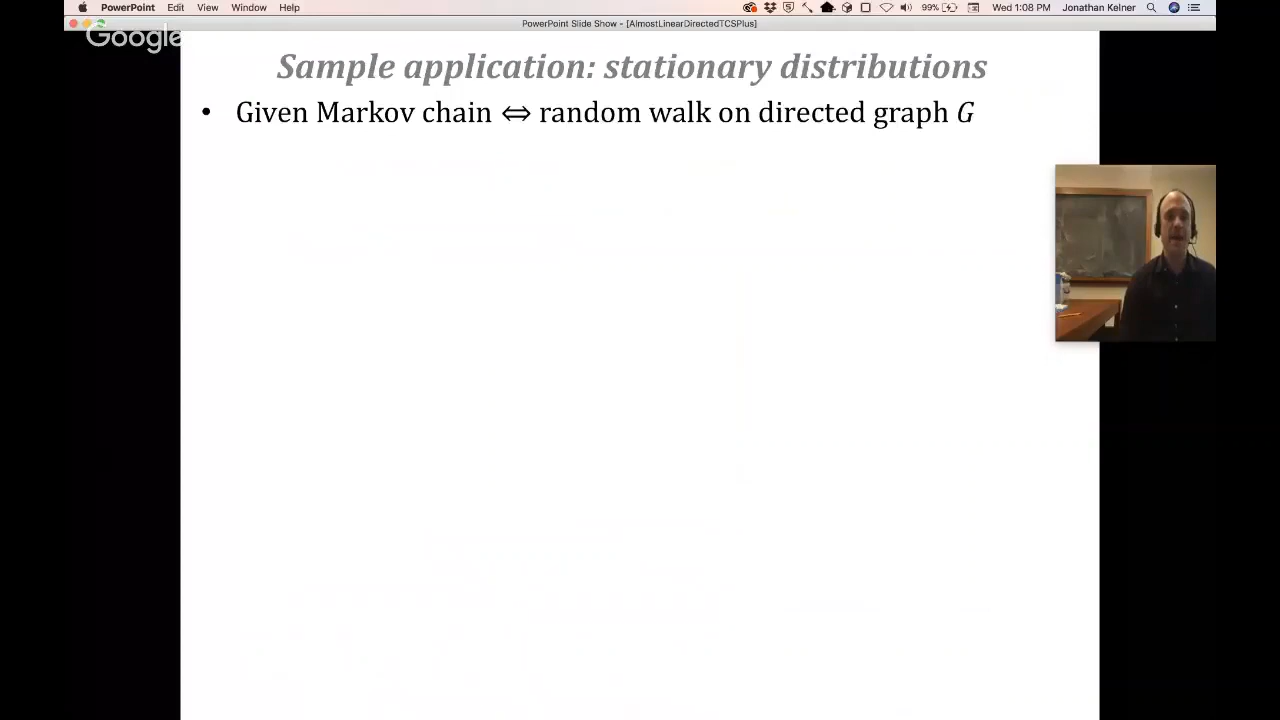 PowerPoint Edit View Window Help 99% Wed 1:08 PM Jonathan Kelner
PowerPoint Slide Show - [AlmostLinearDirectedTCSPlus]
Google
Sample application: stationary distributions
• Given Markov chain ⇔ random walk on directed graph G